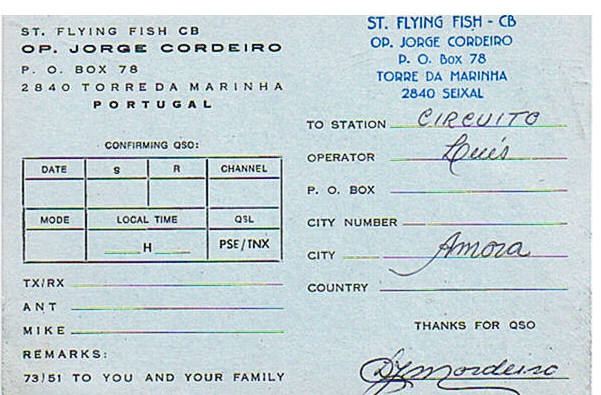 ST. FLYING FISH CB
OP. JORGE CORDEIRO
P. O. BOX 78
2840 TORRE DA MARINHA
PORTUGAL
CONFIRMING QSO:
DATE S R CHANNEL
MODE LOCAL TIME QSL
H PSE/TNX
TX/RX
ANT
MIKE
REMARKS:
73/51 TO YOU AND YOUR FAMILY
ST. FLYING FISH - CB
OP. JORGE CORDEIRO
P. O. Box 78
TORRE DA MARINHA
2840 SEIXAL
TO STATION CIRCUITO
OPERATOR Luís
P. O. BOX
CITY NUMBER
CITY Amora
COUNTRY
THANKS FOR QSO